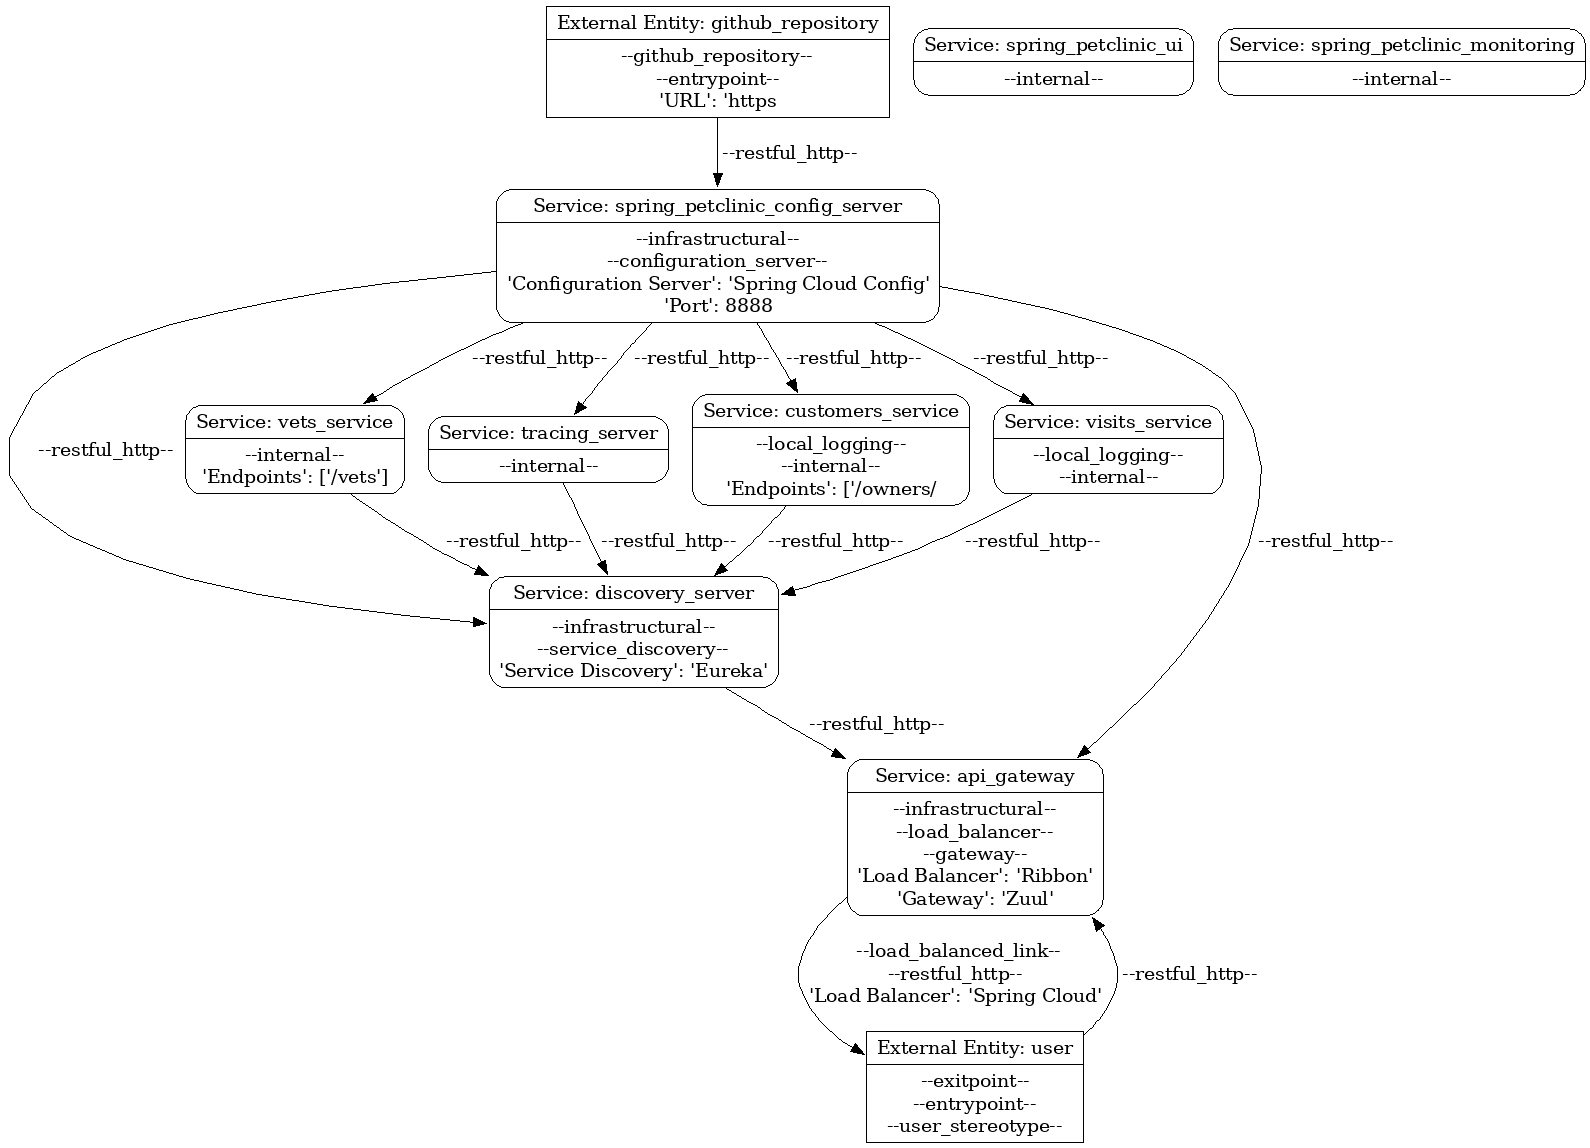 External Entity: github_repository
--github_repository--
--entrypoint--
'URL': 'https
Service: spring_petclinic_ui
--internal--
Service: spring_petclinic_monitoring
--internal--
--restful_http--
Service: spring_petclinic_config_server
--infrastructural--
--configuration_server--
'Configuration Server': 'Spring Cloud Config'
'Port': 8888
--restful_http--
--restful_http--
--restful_http--
--restful_http--
--restful_http--
Service: vets_service
--internal--
'Endpoints': ['/vets']
Service: tracing_server
--internal--
Service: customers_service
--local_logging--
--internal--
'Endpoints': ['/owners/
Service: visits_service
--local_logging--
--internal--
--restful_http--
--restful_http--
--restful_http--
--restful_http--
--restful_http--
Service: discovery_server
--infrastructural--
--service_discovery--
'Service Discovery': 'Eureka'
--restful_http--
Service: api_gateway
--infrastructural--
--load_balancer--
--gateway--
'Load Balancer': 'Ribbon'
'Gateway': 'Zuul'
--load_balanced_link--
--restful_http--
'Load Balancer': 'Spring Cloud'
--restful_http--
External Entity: user
--exitpoint--
--entrypoint--
--user_stereotype--